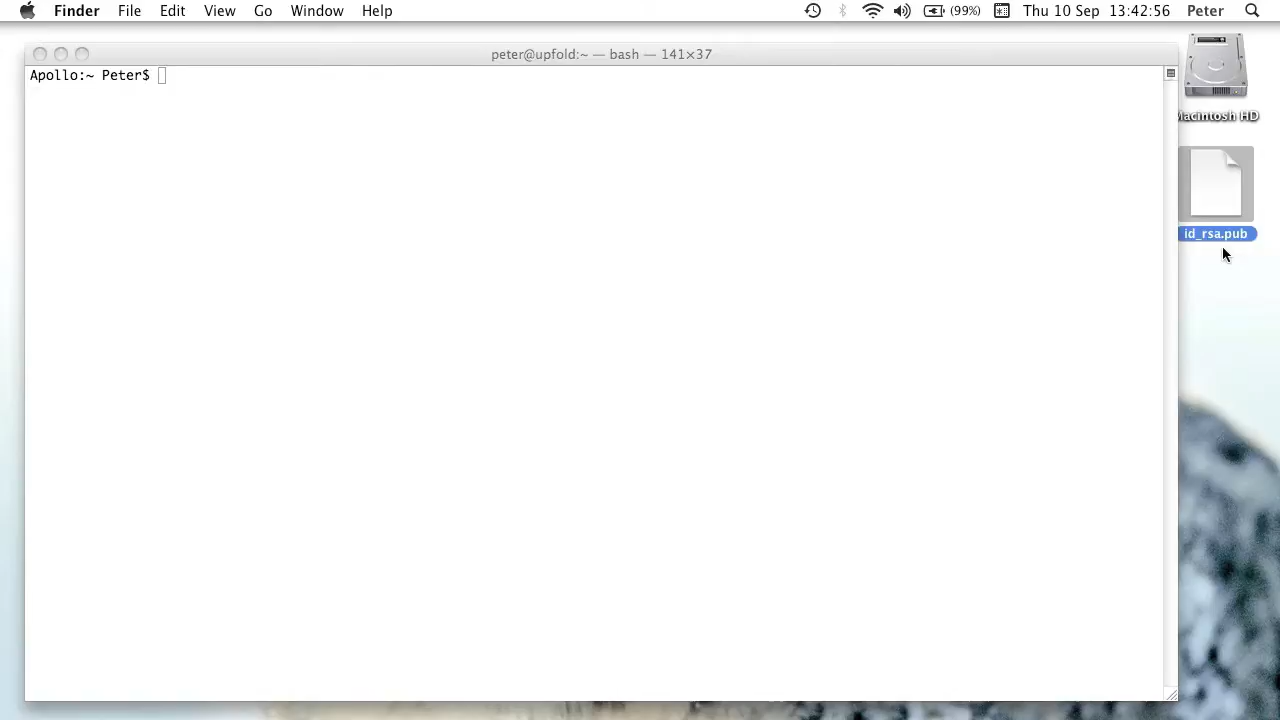 Finder File Edit View Go Window Help (99%) Thu 10 Sep 13:42:56 Peter
peter@upfold:~ — bash — 141×37
Apollo:~ Peter$
Macintosh HD
id_rsa.pub